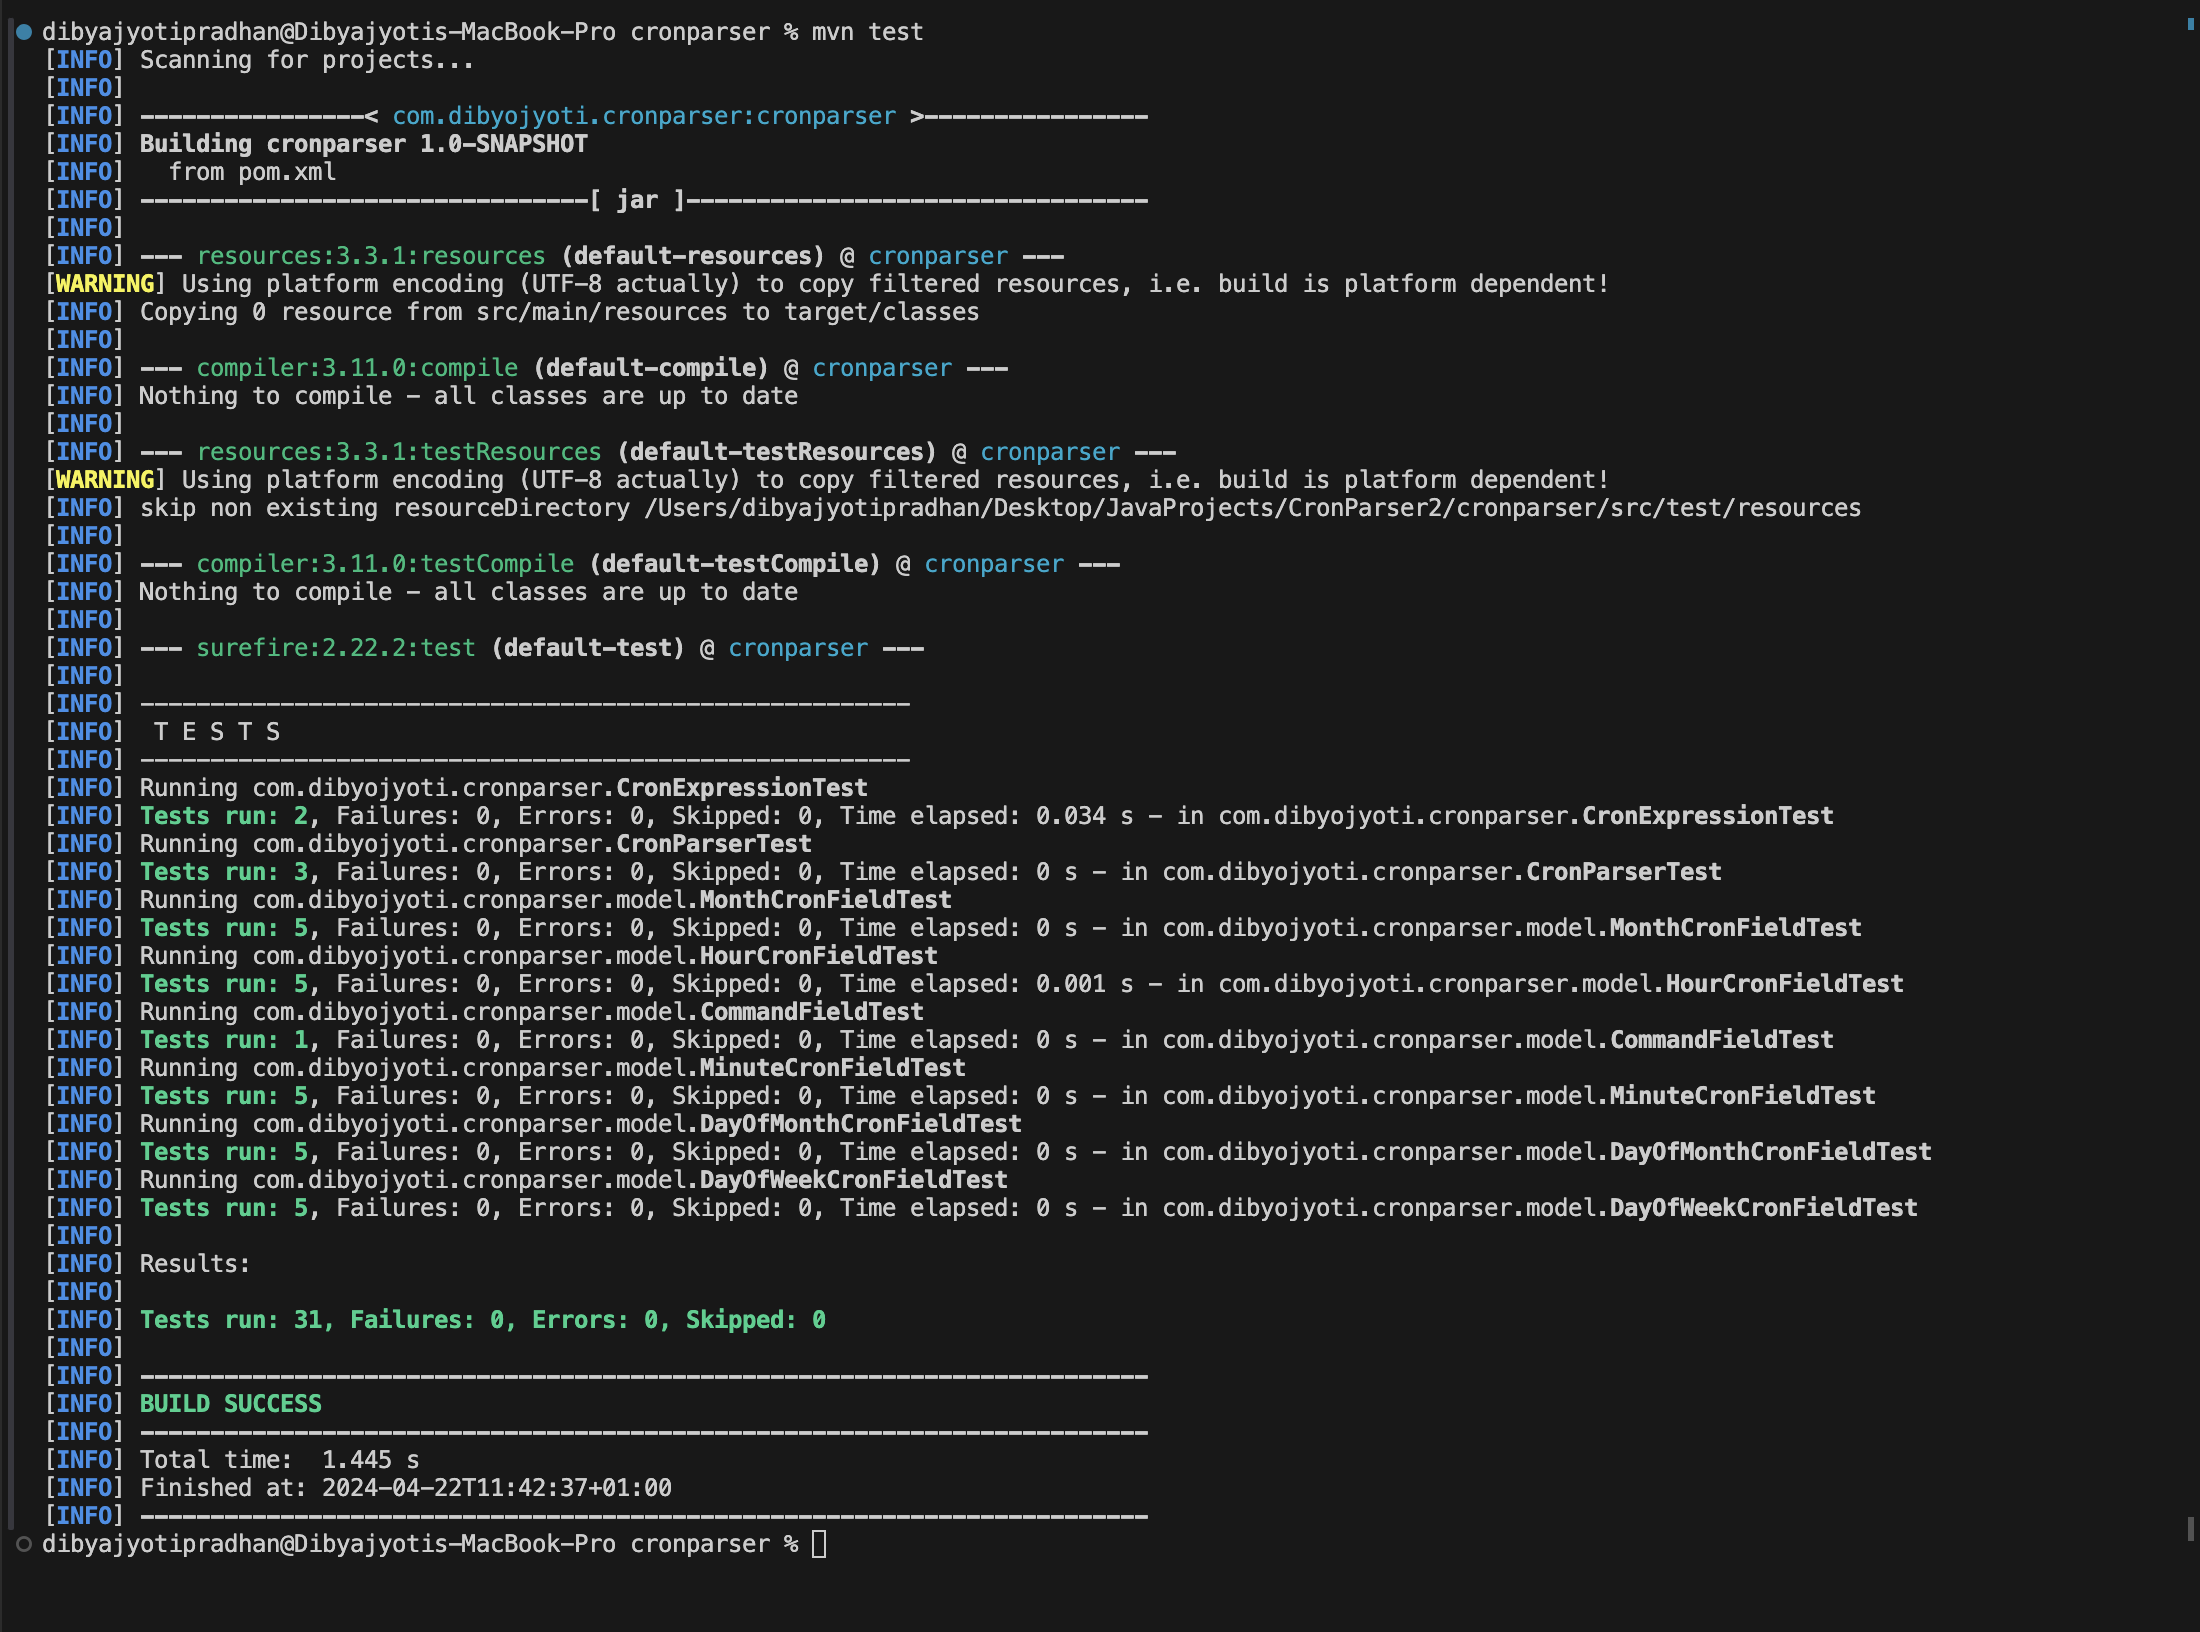 dibyajyotipradhan@Dibyajyotis-MacBook-Pro cronparser % mvn test
[INFO] Scanning for projects...
[INFO]
[INFO] ----------------< com.dibyojyoti.cronparser:cronparser >----------------
[INFO] Building cronparser 1.0-SNAPSHOT
[INFO]   from pom.xml
[INFO] --------------------------------[ jar ]---------------------------------
[INFO]
[INFO] --- resources:3.3.1:resources (default-resources) @ cronparser ---
[WARNING] Using platform encoding (UTF-8 actually) to copy filtered resources, i.e. build is platform dependent!
[INFO] Copying 0 resource from src/main/resources to target/classes
[INFO]
[INFO] --- compiler:3.11.0:compile (default-compile) @ cronparser ---
[INFO] Nothing to compile - all classes are up to date
[INFO]
[INFO] --- resources:3.3.1:testResources (default-testResources) @ cronparser ---
[WARNING] Using platform encoding (UTF-8 actually) to copy filtered resources, i.e. build is platform dependent!
[INFO] skip non existing resourceDirectory /Users/dibyajyotipradhan/Desktop/JavaProjects/CronParser2/cronparser/src/test/resources
[INFO]
[INFO] --- compiler:3.11.0:testCompile (default-testCompile) @ cronparser ---
[INFO] Nothing to compile - all classes are up to date
[INFO]
[INFO] --- surefire:2.22.2:test (default-test) @ cronparser ---
[INFO]
[INFO] -------------------------------------------------------
[INFO]  T E S T S
[INFO] -------------------------------------------------------
[INFO] Running com.dibyojyoti.cronparser.CronExpressionTest
[INFO] Tests run: 2, Failures: 0, Errors: 0, Skipped: 0, Time elapsed: 0.034 s - in com.dibyojyoti.cronparser.CronExpressionTest
[INFO] Running com.dibyojyoti.cronparser.CronParserTest
[INFO] Tests run: 3, Failures: 0, Errors: 0, Skipped: 0, Time elapsed: 0 s - in com.dibyojyoti.cronparser.CronParserTest
[INFO] Running com.dibyojyoti.cronparser.model.MonthCronFieldTest
[INFO] Tests run: 5, Failures: 0, Errors: 0, Skipped: 0, Time elapsed: 0 s - in com.dibyojyoti.cronparser.model.MonthCronFieldTest
[INFO] Running com.dibyojyoti.cronparser.model.HourCronFieldTest
[INFO] Tests run: 5, Failures: 0, Errors: 0, Skipped: 0, Time elapsed: 0.001 s - in com.dibyojyoti.cronparser.model.HourCronFieldTest
[INFO] Running com.dibyojyoti.cronparser.model.CommandFieldTest
[INFO] Tests run: 1, Failures: 0, Errors: 0, Skipped: 0, Time elapsed: 0 s - in com.dibyojyoti.cronparser.model.CommandFieldTest
[INFO] Running com.dibyojyoti.cronparser.model.MinuteCronFieldTest
[INFO] Tests run: 5, Failures: 0, Errors: 0, Skipped: 0, Time elapsed: 0 s - in com.dibyojyoti.cronparser.model.MinuteCronFieldTest
[INFO] Running com.dibyojyoti.cronparser.model.DayOfMonthCronFieldTest
[INFO] Tests run: 5, Failures: 0, Errors: 0, Skipped: 0, Time elapsed: 0 s - in com.dibyojyoti.cronparser.model.DayOfMonthCronFieldTest
[INFO] Running com.dibyojyoti.cronparser.model.DayOfWeekCronFieldTest
[INFO] Tests run: 5, Failures: 0, Errors: 0, Skipped: 0, Time elapsed: 0 s - in com.dibyojyoti.cronparser.model.DayOfWeekCronFieldTest
[INFO]
[INFO] Results:
[INFO]
[INFO] Tests run: 31, Failures: 0, Errors: 0, Skipped: 0
[INFO]
[INFO] ------------------------------------------------------------------------
[INFO] BUILD SUCCESS
[INFO] ------------------------------------------------------------------------
[INFO] Total time:  1.445 s
[INFO] Finished at: 2024-04-22T11:42:37+01:00
[INFO] ------------------------------------------------------------------------
dibyajyotipradhan@Dibyajyotis-MacBook-Pro cronparser %